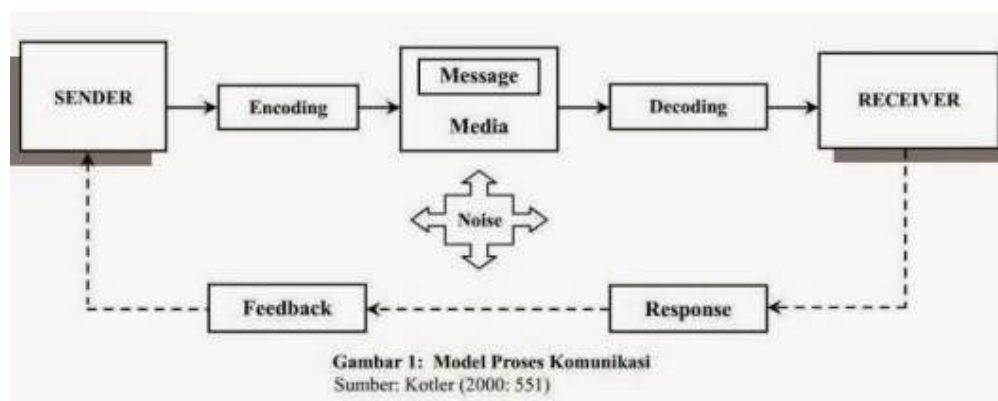 SENDER
Encoding
Message
Media
Decoding
RECEIVER
Noise
Feedback
Response
Gambar 1: Model Proses Komunikasi
Sumber: Kotler (2000: 551)